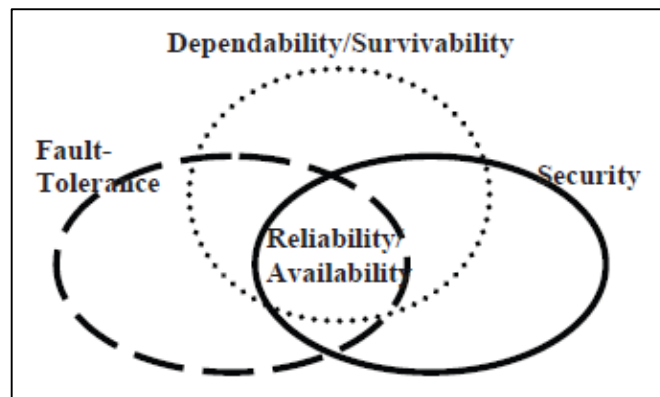 Dependability/Survivability
Fault-
Tolerance
Security
Reliability/
Availability